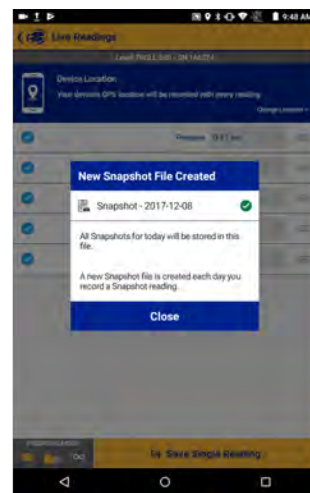 9:48 AM
Live Readings
Device Location
Your device's GPS location will be recorded with every reading.
New Snapshot File Created
Snapshot - 2017-12-08
All Snapshots for today will be stored in this
file.
A new Snapshot file is created each day you
record a Snapshot reading.
Close
Save Single Reading